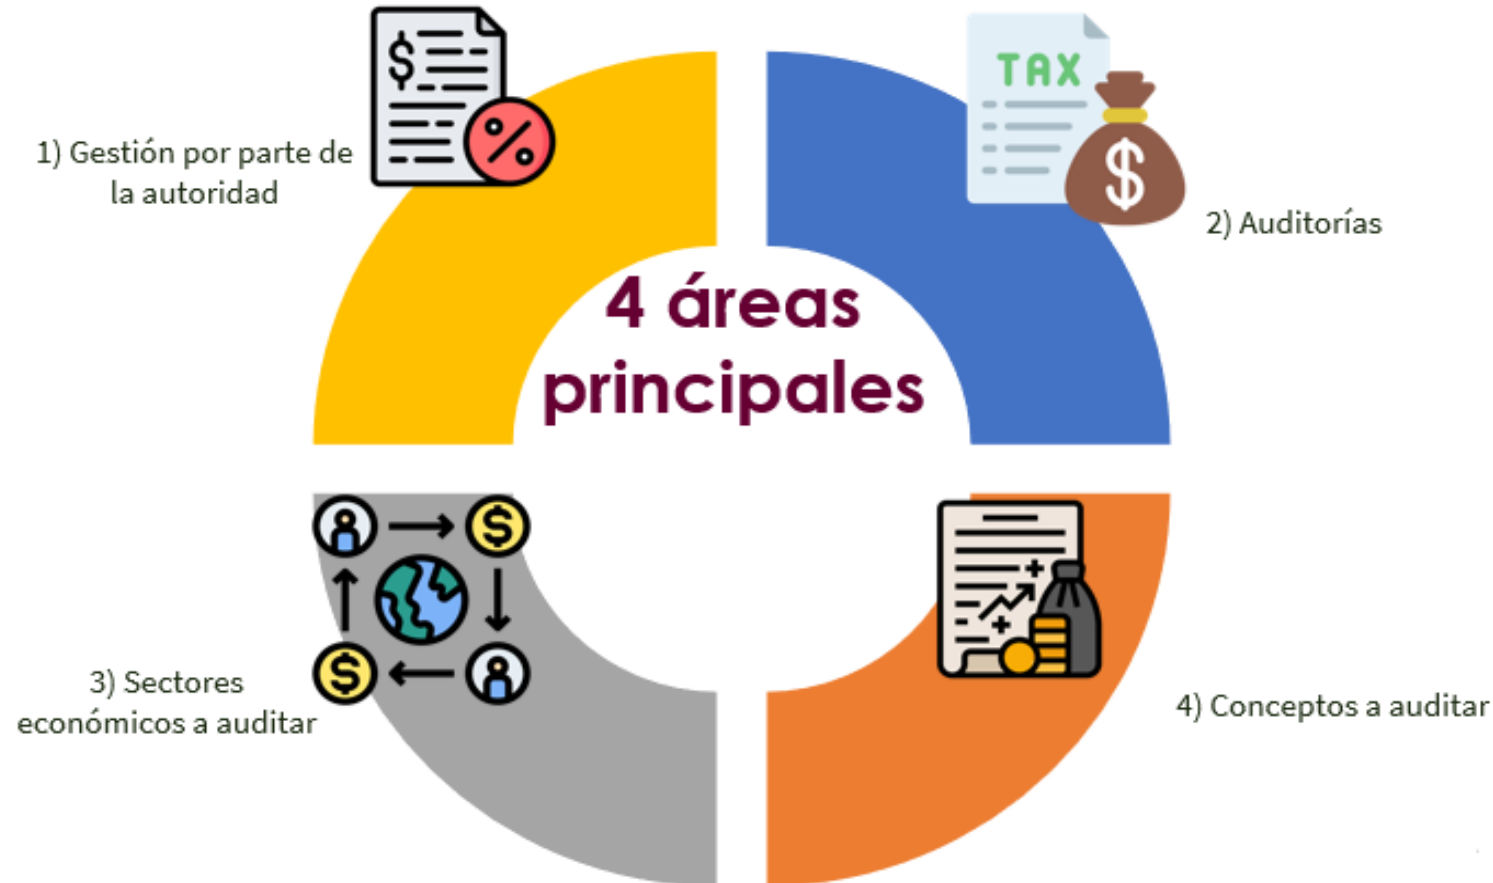 1) Gestión por parte de
la autoridad
TAX
2) Auditorías
4 áreas
principales
3) Sectores
económicos a auditar
4) Conceptos a auditar